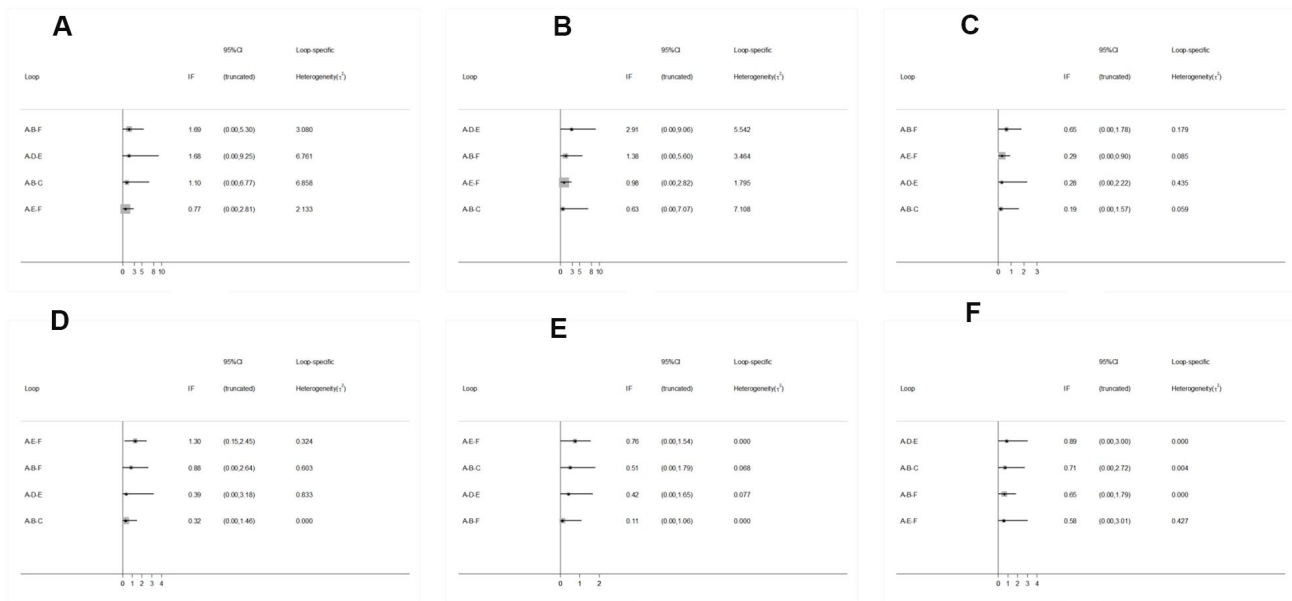 A
95%CI Loop-specific
Loop IF (truncated) Heterogeneity(τ²)
A-B-F 1.69 (0.00,5.30) 3.080
A-D-E 1.68 (0.00,9.25) 6.761
A-B-C 1.10 (0.00,6.77) 6.858
A-E-F 0.77 (0.00,2.81) 2.133
0 3 5 8 10
B
95%CI Loop-specific
Loop IF (truncated) Heterogeneity(τ²)
A-D-E 2.91 (0.00,9.06) 5.542
A-B-F 1.38 (0.00,5.60) 3.464
A-E-F 0.98 (0.00,2.82) 1.795
A-B-C 0.63 (0.00,7.07) 7.108
0 3 5 8 10
C
95%CI Loop-specific
Loop IF (truncated) Heterogeneity(τ²)
A-B-F 0.65 (0.00,1.78) 0.179
A-E-F 0.29 (0.00,0.90) 0.085
A-D-E 0.28 (0.00,2.22) 0.435
A-B-C 0.19 (0.00,1.57) 0.059
0 1 2 3
D
95%CI Loop-specific
Loop IF (truncated) Heterogeneity(τ²)
A-E-F 1.30 (0.15,2.45) 0.324
A-B-F 0.88 (0.00,2.64) 0.603
A-D-E 0.39 (0.00,3.18) 0.833
A-B-C 0.32 (0.00,1.46) 0.000
0 1 2 3 4
E
95%CI Loop-specific
Loop IF (truncated) Heterogeneity(τ²)
A-E-F 0.76 (0.00,1.54) 0.000
A-B-C 0.51 (0.00,1.79) 0.068
A-D-E 0.42 (0.00,1.65) 0.077
A-B-F 0.11 (0.00,1.06) 0.000
0 1 2
F
95%CI Loop-specific
Loop IF (truncated) Heterogeneity(τ²)
A-D-E 0.89 (0.00,3.00) 0.000
A-B-C 0.71 (0.00,2.72) 0.004
A-B-F 0.65 (0.00,1.79) 0.000
A-E-F 0.58 (0.00,3.01) 0.427
0 1 2 3 4